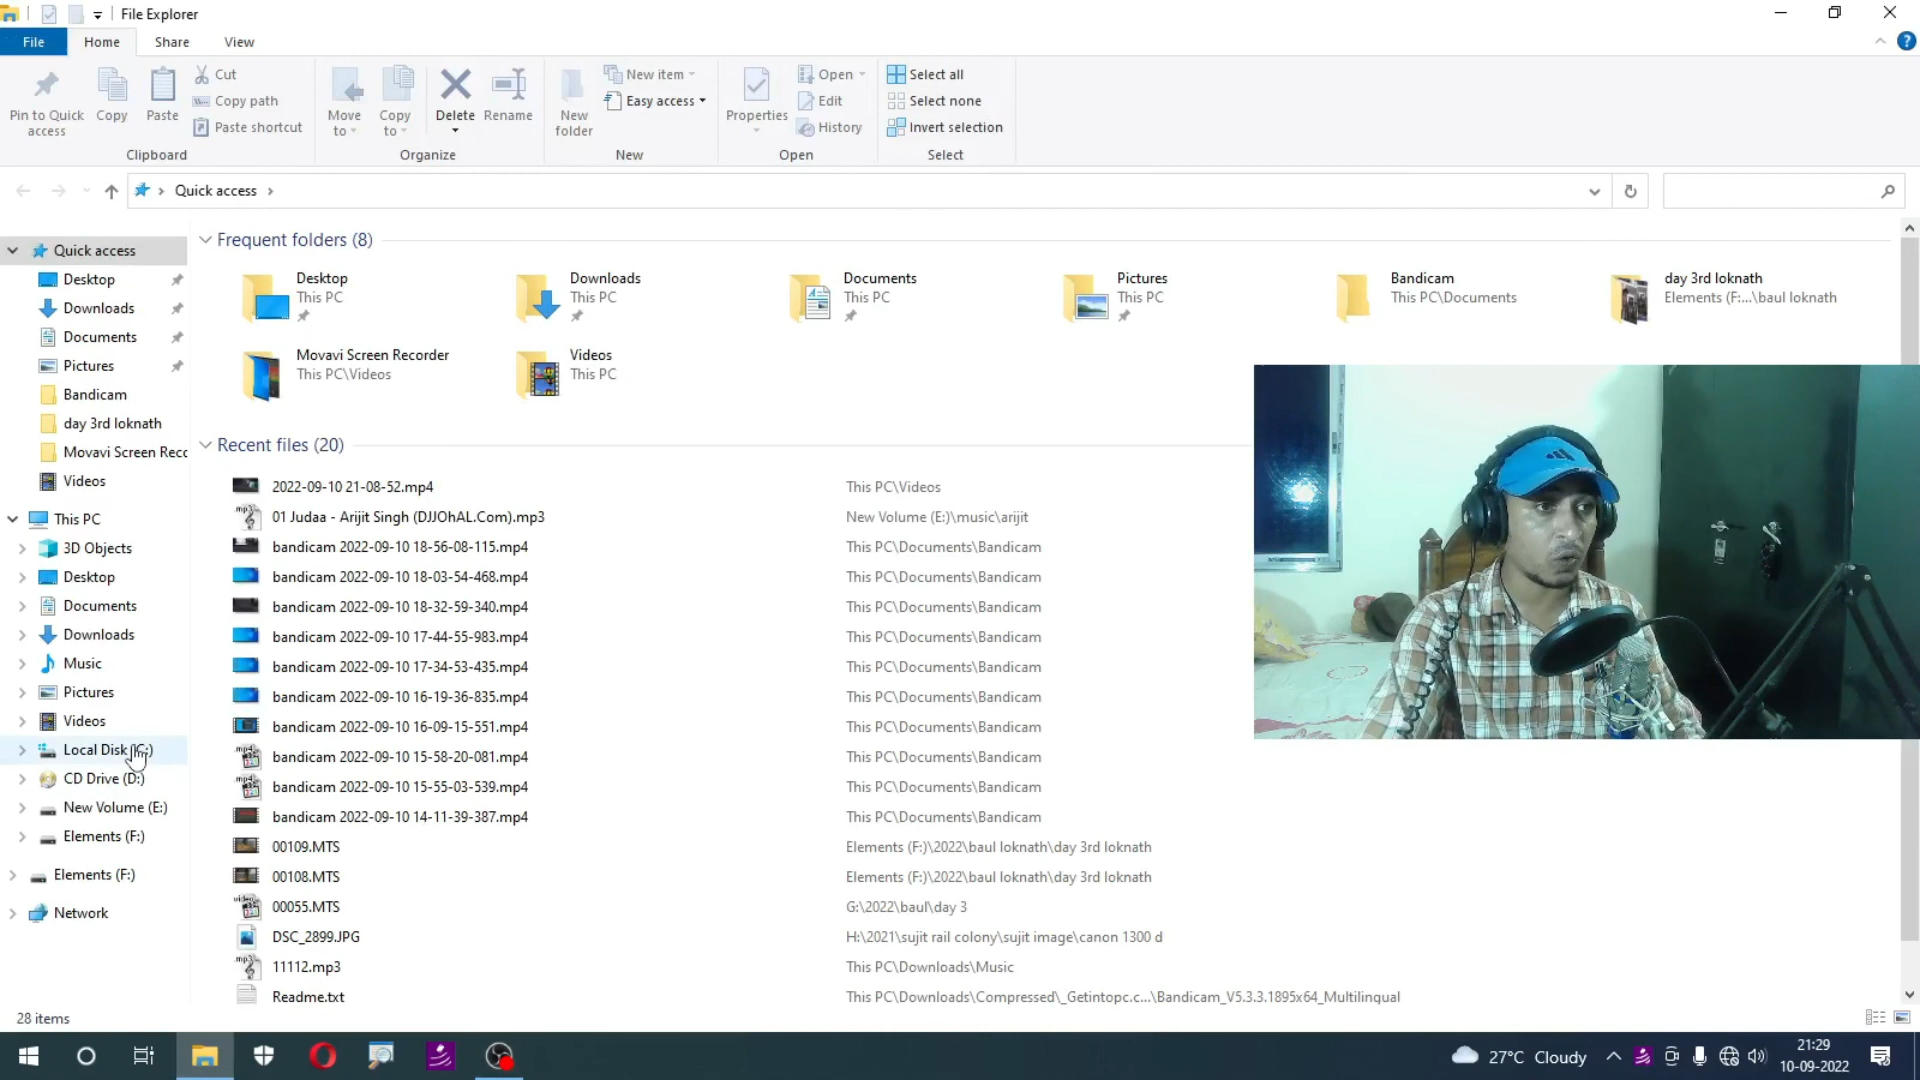 File Explorer
File Home Share View
Pin to Quick access
Copy
Paste
Cut
Copy path
Paste shortcut
Clipboard
Move to
Copy to
Delete
Rename
Organize
New folder
New item
Easy access
New
Properties
Open
Edit
History
Open
Select all
Select none
Invert selection
Select
Quick access
Quick access
Desktop
Downloads
Documents
Pictures
Bandicam
day 3rd loknath
Movavi Screen Reco
Videos
This PC
3D Objects
Desktop
Documents
Downloads
Music
Pictures
Videos
Local Disk (C:)
CD Drive (D:)
New Volume (E:)
Elements (F:)
Elements (F:)
Network
Frequent folders (8)
Desktop
This PC
Downloads
This PC
Documents
This PC
Pictures
This PC
Bandicam
This PC\Documents
day 3rd loknath
Elements (F:...\baul loknath
Movavi Screen Recorder
This PC\Videos
Videos
This PC
Recent files (20)
2022-09-10 21-08-52.mp4 This PC\Videos
01 Judaa - Arijit Singh (DJJOhAL.Com).mp3 New Volume (E:)\music\arijit
bandicam 2022-09-10 18-56-08-115.mp4 This PC\Documents\Bandicam
bandicam 2022-09-10 18-03-54-468.mp4 This PC\Documents\Bandicam
bandicam 2022-09-10 18-32-59-340.mp4 This PC\Documents\Bandicam
bandicam 2022-09-10 17-44-55-983.mp4 This PC\Documents\Bandicam
bandicam 2022-09-10 17-34-53-435.mp4 This PC\Documents\Bandicam
bandicam 2022-09-10 16-19-36-835.mp4 This PC\Documents\Bandicam
bandicam 2022-09-10 16-09-15-551.mp4 This PC\Documents\Bandicam
bandicam 2022-09-10 15-58-20-081.mp4 This PC\Documents\Bandicam
bandicam 2022-09-10 15-55-03-539.mp4 This PC\Documents\Bandicam
bandicam 2022-09-10 14-11-39-387.mp4 This PC\Documents\Bandicam
00109.MTS Elements (F:)\2022\baul loknath\day 3rd loknath
00108.MTS Elements (F:)\2022\baul loknath\day 3rd loknath
00055.MTS G:\2022\baul\day 3
DSC_2899.JPG H:\2021\sujit rail colony\sujit image\canon 1300 d
11112.mp3 This PC\Downloads\Music
Readme.txt This PC\Downloads\Compressed\_Getintopc.c...\Bandicam_V5.3.3.1895x64_Multilingual
28 items
27°C Cloudy
21:29
10-09-2022